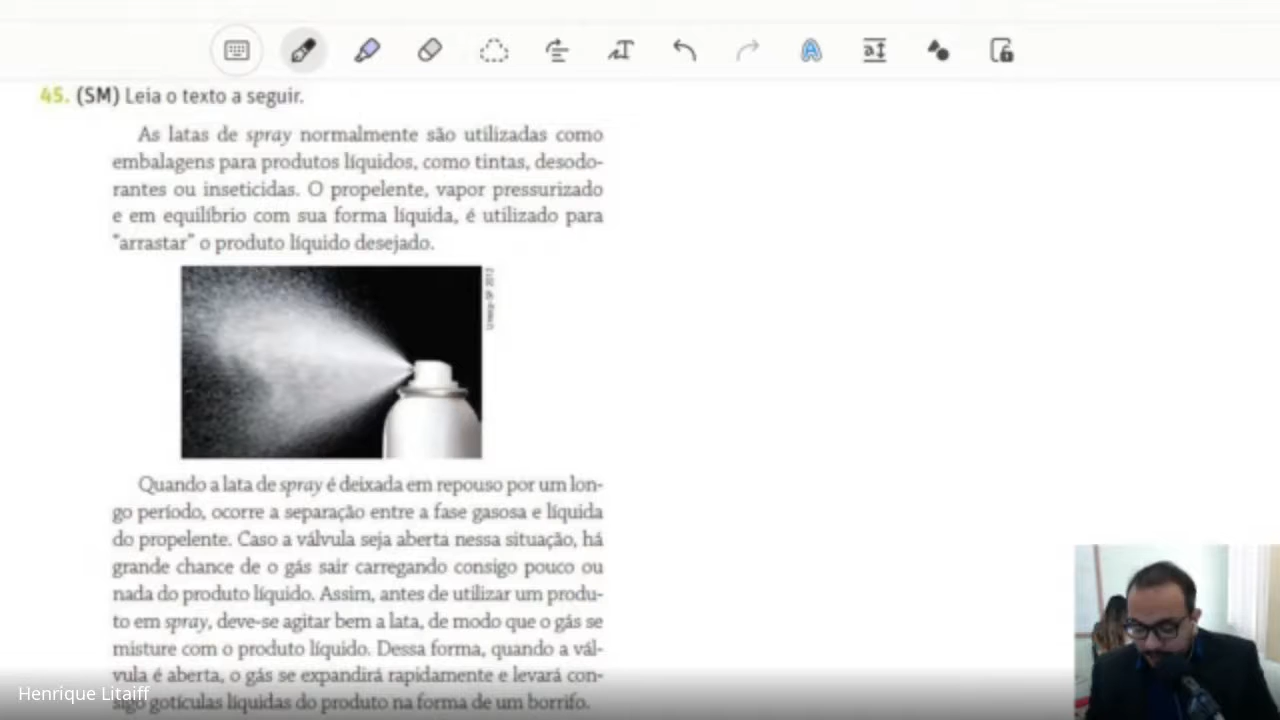 45. (SM) Leia o texto a seguir.
As latas de spray normalmente são utilizadas como
embalagens para produtos líquidos, como tintas, desodo-
rantes ou inseticidas. O propelente, vapor pressurizado
e em equilíbrio com sua forma líquida, é utilizado para
"arrastar" o produto líquido desejado.
Quando a lata de spray é deixada em repouso por um lon-
go período, ocorre a separação entre a fase gasosa e líquida
do propelente. Caso a válvula seja aberta nessa situação, há
grande chance de o gás sair carregando consigo pouco ou
nada do produto líquido. Assim, antes de utilizar um produ-
to em spray, deve-se agitar bem a lata, de modo que o gás se
misture com o produto líquido. Dessa forma, quando a vál-
vula é aberta, o gás se expandirá rapidamente e levará con-
sigo gotículas líquidas do produto na forma de um borrifo.
Henrique Litaiff